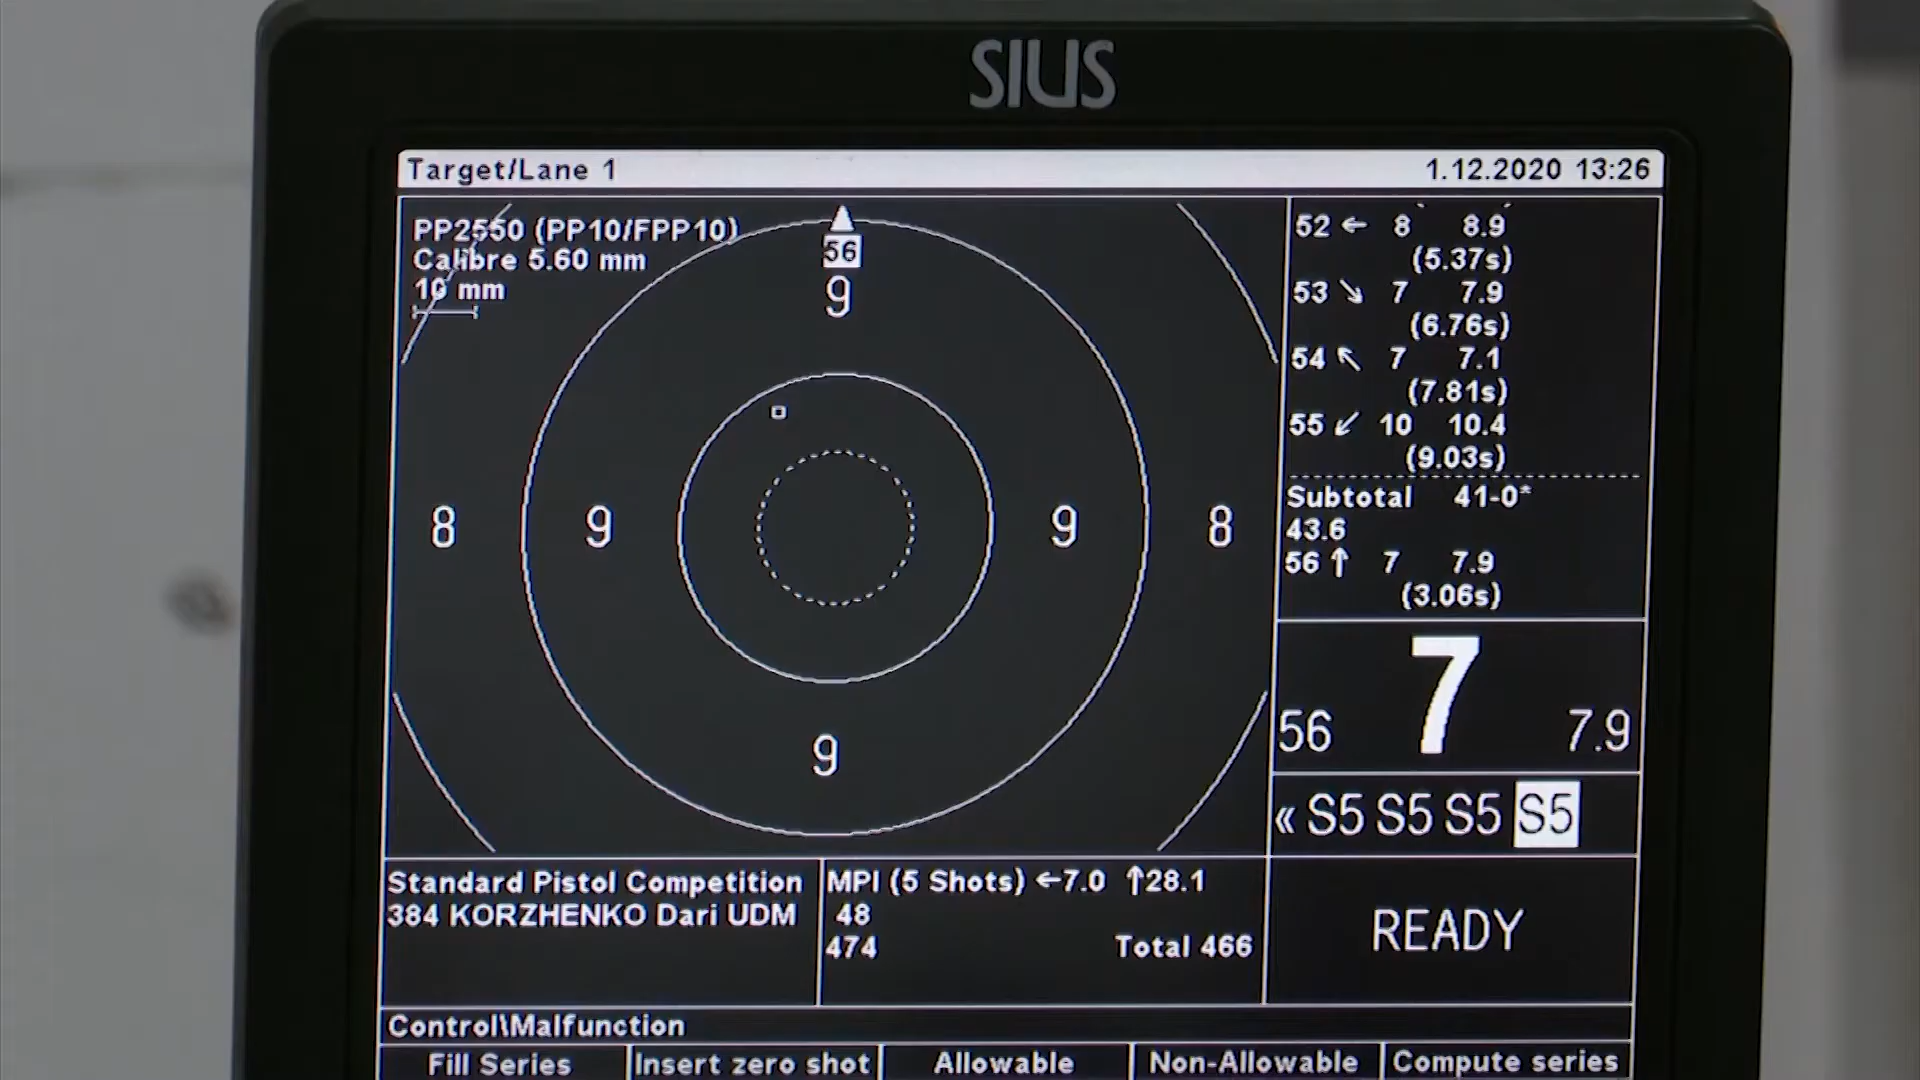 SIUS
Target/Lane 1 1.12.2020 13:26
PP2550 (PP10/FPP10)
Calibre 5.60 mm
10 mm
56
9
8 9 9 8
9
52 ← 8 8.9
(5.37s)
53 ↘ 7 7.9
(6.76s)
54 ↖ 7 7.1
(7.81s)
55 ↙ 10 10.4
(9.03s)
Subtotal 41-0*
43.6
56 ↑ 7 7.9
(3.06s)
56 7 7.9
« S5 S5 S5 S5
Standard Pistol Competition
384 KORZHENKO Dari UDM
MPI (5 Shots) ←7.0 ↑28.1
48
474 Total 466
READY
Control\Malfunction
Fill Series Insert zero shot Allowable Non-Allowable Compute series